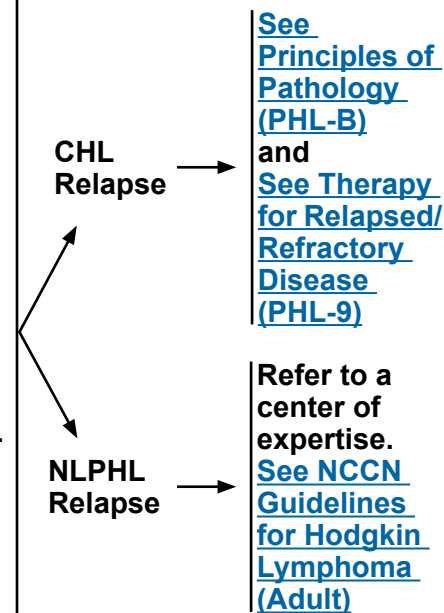 See
Principles of
Pathology
(PHL-B)
and
See Therapy
for Relapsed/
Refractory
Disease
(PHL-9)
CHL
Relapse
Refer to a
center of
expertise.
See NCCN
Guidelines
for Hodgkin
Lymphoma
(Adult)
NLPHL
Relapse